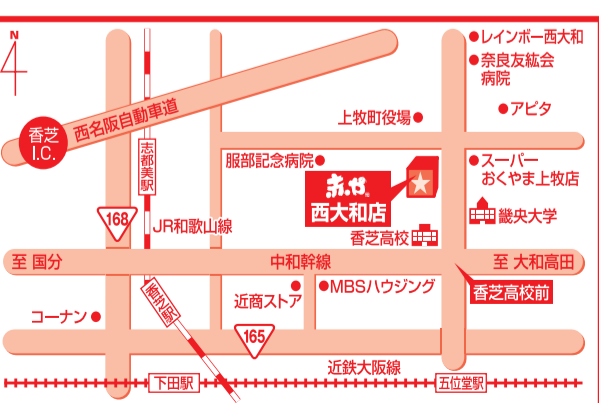 N
レインボー西大和
奈良友紘会
病院
アピタ
西名阪自動車道
香芝
I.C.
上牧町役場
志都美駅
服部記念病院
スーパー
おくやま上牧店
西大和店
畿央大学
168
JR和歌山線
香芝高校
至 国分
中和幹線
至 大和高田
香芝駅
近商ストア
MBSハウジング
香芝高校前
コーナン
165
近鉄大阪線
下田駅
五位堂駅